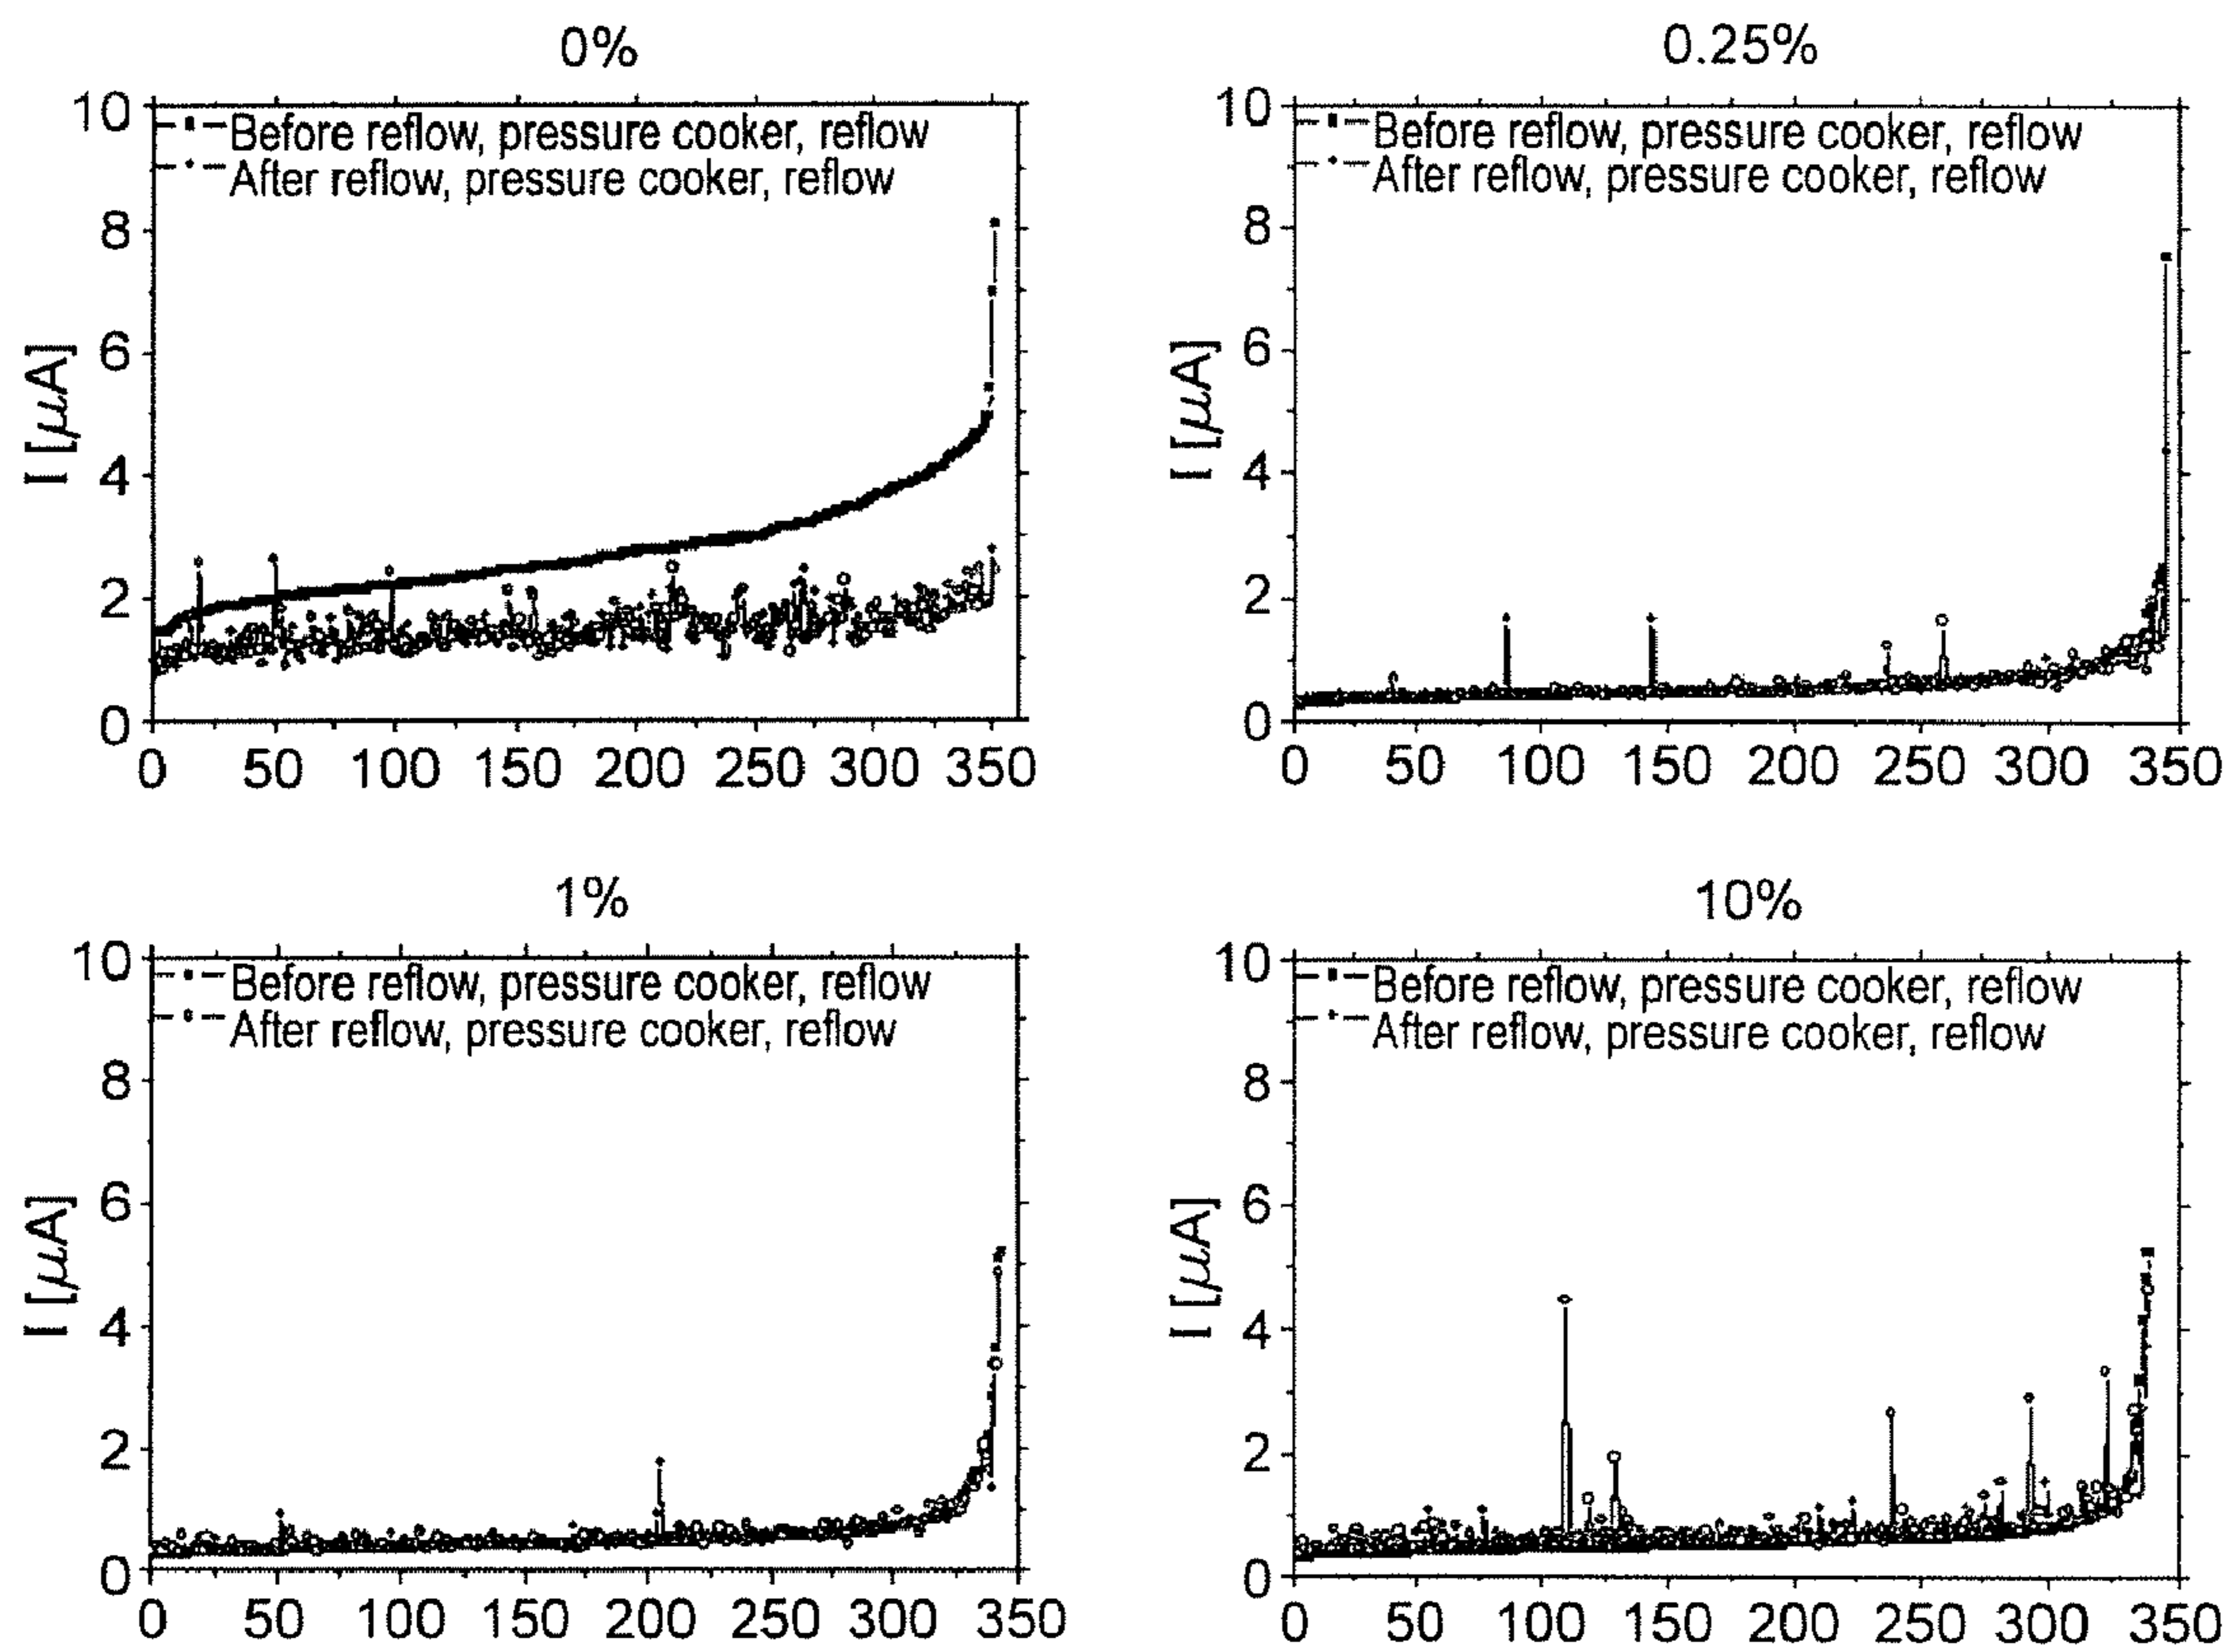 0%
10
Before reflow, pressure cooker, reflow
After reflow, pressure cooker, reflow
8
6
I [μA]
4
2
0
0 50 100 150 200 250 300 350
0.25%
10
Before reflow, pressure cooker, reflow
After reflow, pressure cooker, reflow
8
6
I [μA]
4
2
0
0 50 100 150 200 250 300 350
1%
10
Before reflow, pressure cooker, reflow
After reflow, pressure cooker, reflow
8
6
I [μA]
4
2
0
0 50 100 150 200 250 300 350
10%
10
Before reflow, pressure cooker, reflow
After reflow, pressure cooker, reflow
8
6
I [μA]
4
2
0
0 50 100 150 200 250 300 350